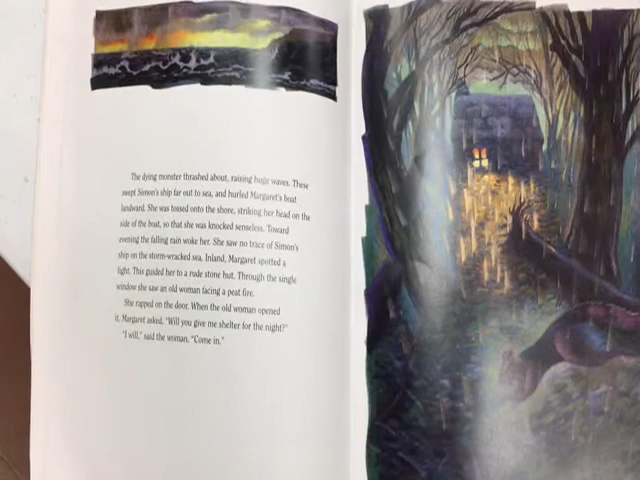 The dying monster thrashed about, raising huge waves. These
swept Simon's ship far out to sea, and hurled Margaret's boat
landward. She was tossed onto the shore, striking her head on the
side of the boat, so that she was knocked senseless. Toward
evening the falling rain woke her. She saw no trace of Simon's
ship on the storm-wracked sea. Inland, Margaret spotted a
light. This guided her to a rude stone hut. Through the single
window she saw an old woman facing a peat fire.
She rapped on the door. When the old woman opened
it, Margaret asked, "Will you give me shelter for the night?"
"I will," said the woman. "Come in."